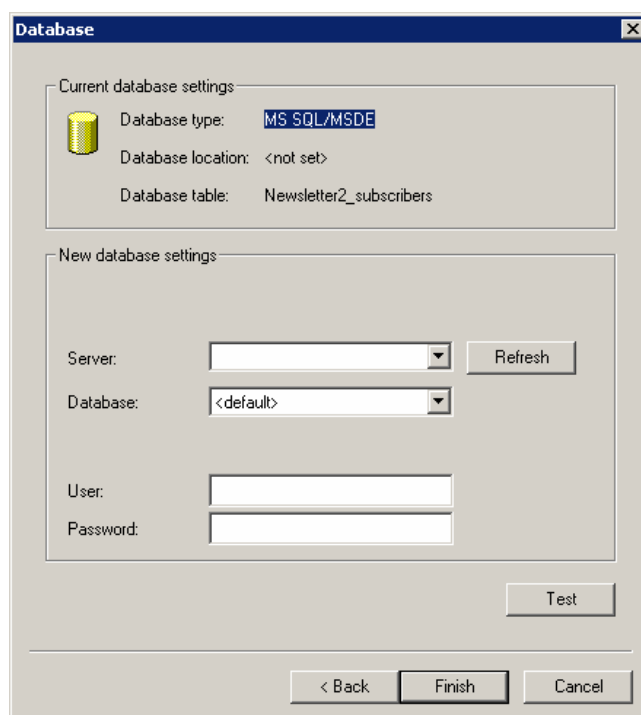 Database
Current database settings
Database type: MS SQL/MSDE
Database location: <not set>
Database table: Newsletter2_subscribers
New database settings
Server: Refresh
Database: <default>
User:
Password:
Test
< Back Finish Cancel